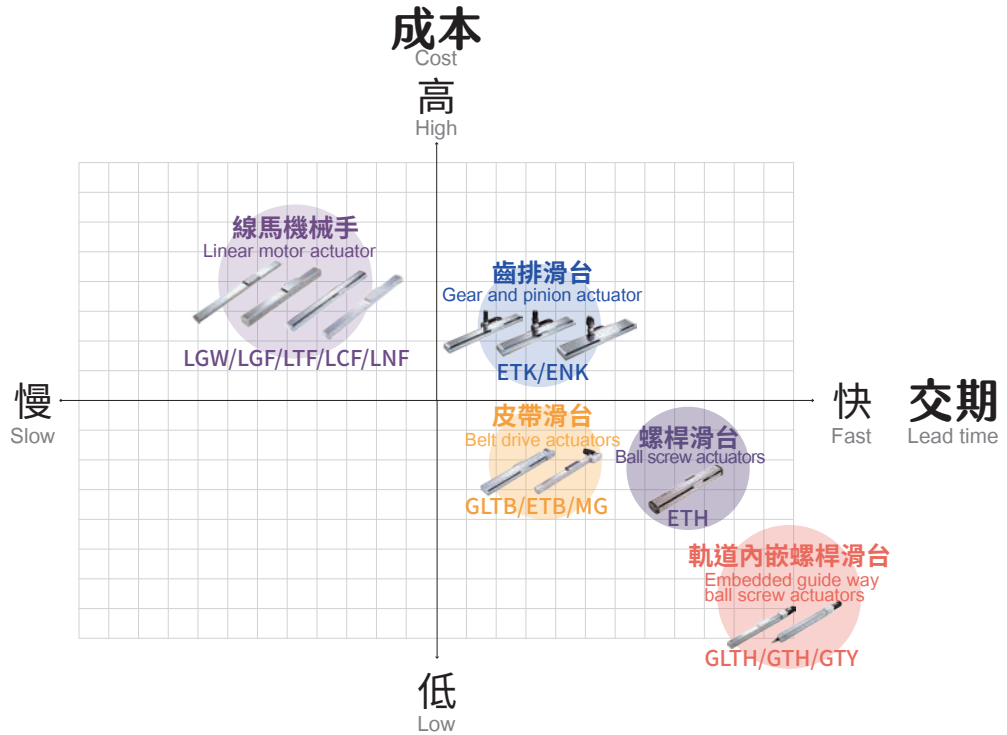 成本
Cost
高
High
線馬機械手
Linear motor actuator
LGW/LGF/LTF/LCF/LNF
齒排滑台
Gear and pinion actuator
ETK/ENK
慢
Slow
快
Fast
交期
Lead time
皮帶滑台
Belt drive actuators
GLTB/ETB/MG
螺桿滑台
Ball screw actuators
ETH
軌道內嵌螺桿滑台
Embedded guide way
ball screw actuators
GLTH/GTH/GTY
低
Low